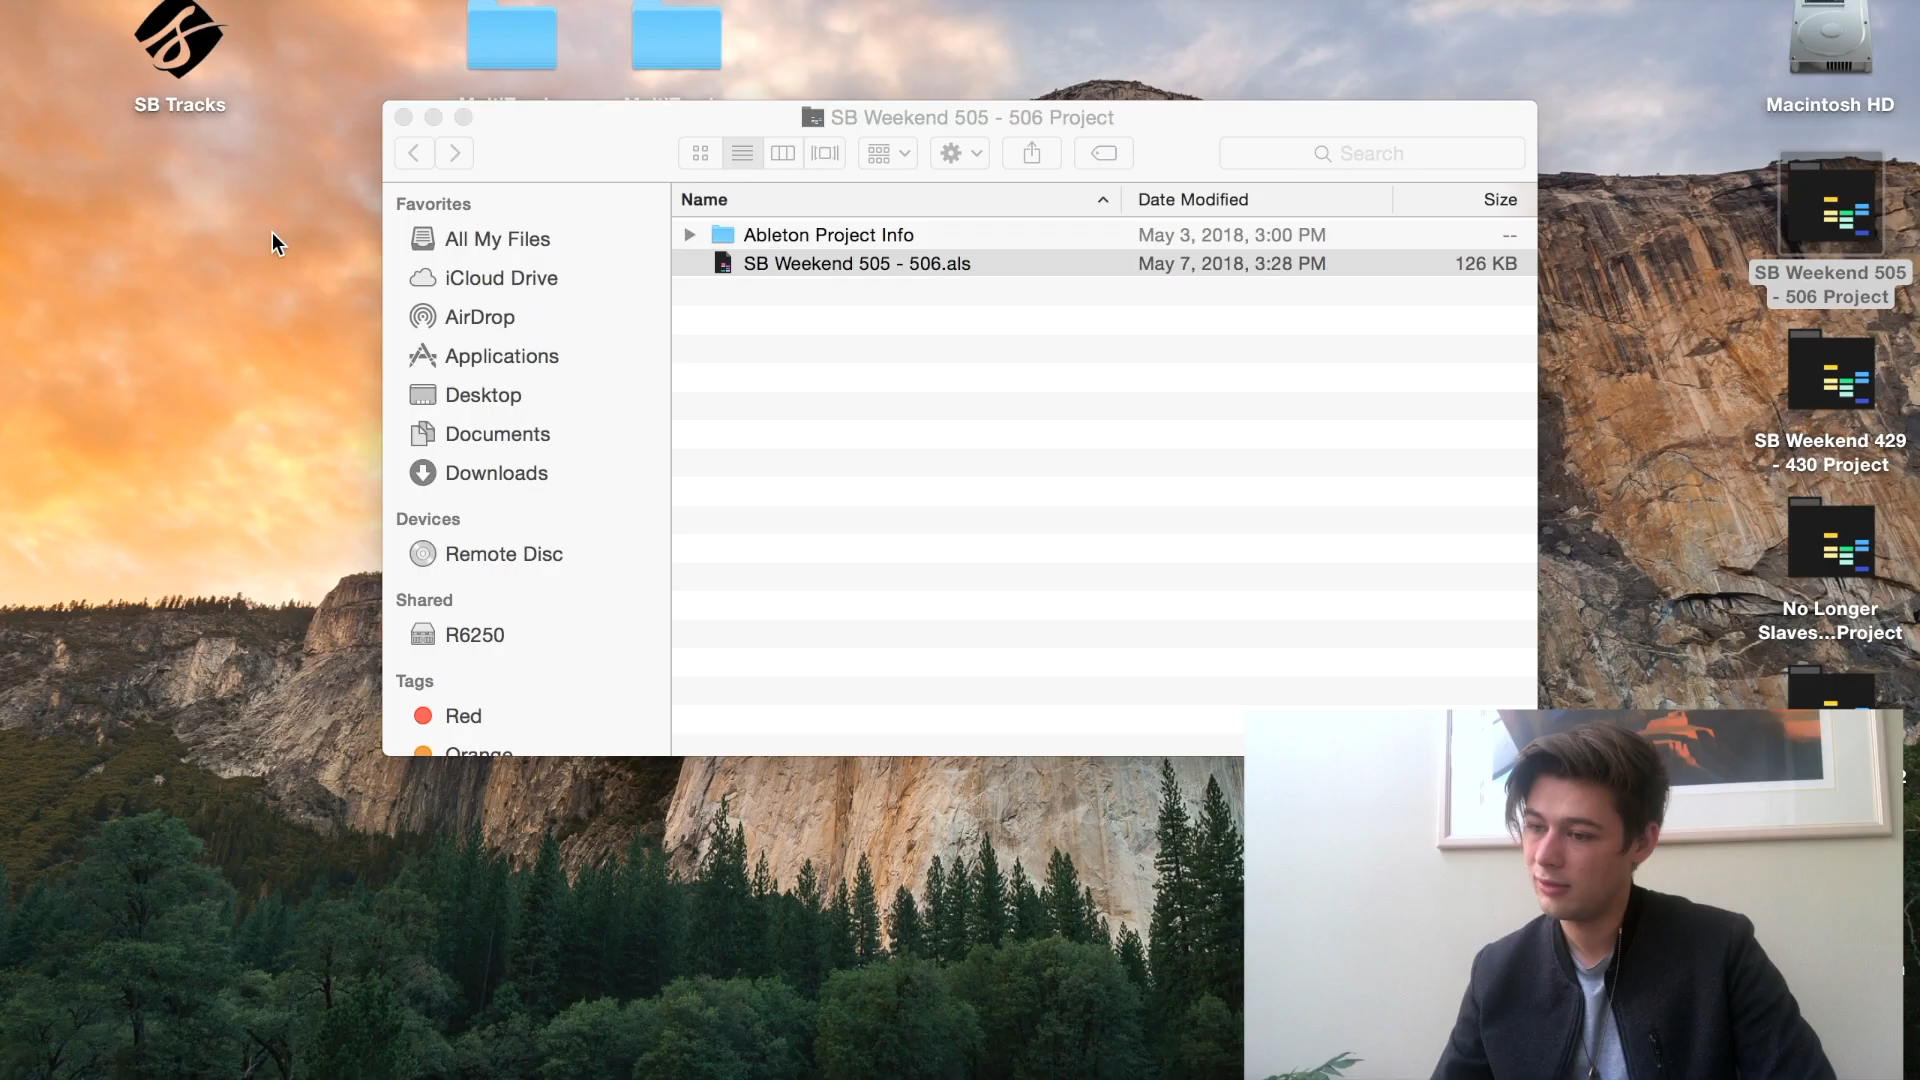 SB Tracks
Macintosh HD
SB Weekend 505 - 506 Project
Search
Favorites
All My Files
iCloud Drive
AirDrop
Applications
Desktop
Documents
Downloads
Devices
Remote Disc
Shared
R6250
Tags
Red
Orange
Name
Date Modified
Size
Ableton Project Info
May 3, 2018, 3:00 PM
--
SB Weekend 505 - 506.als
May 7, 2018, 3:28 PM
126 KB
SB Weekend 505
- 506 Project
SB Weekend 429
- 430 Project
No Longer
Slaves...Project